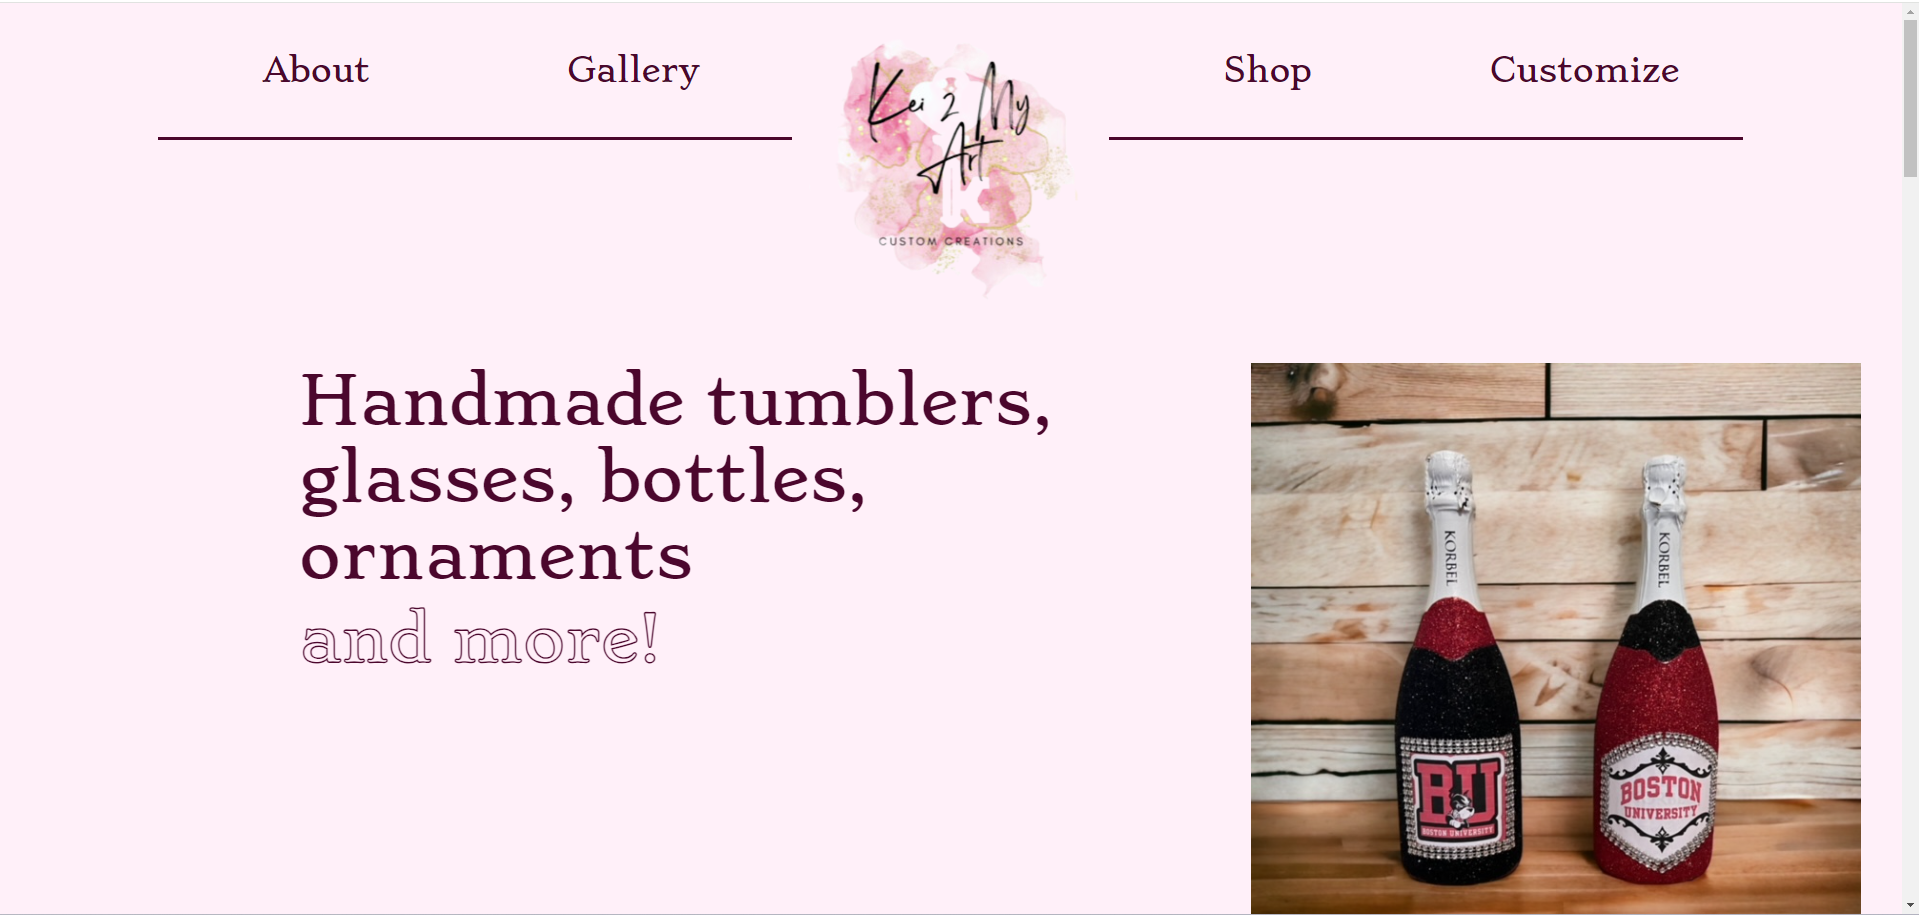 About
Gallery
Shop
Customize
Kei 2 My
Art
K
CUSTOM CREATIONS
Handmade tumblers,
glasses, bottles,
ornaments
and more!
KORBEL
KORBEL
BU
BOSTON UNIVERSITY
BOSTON
UNIVERSITY